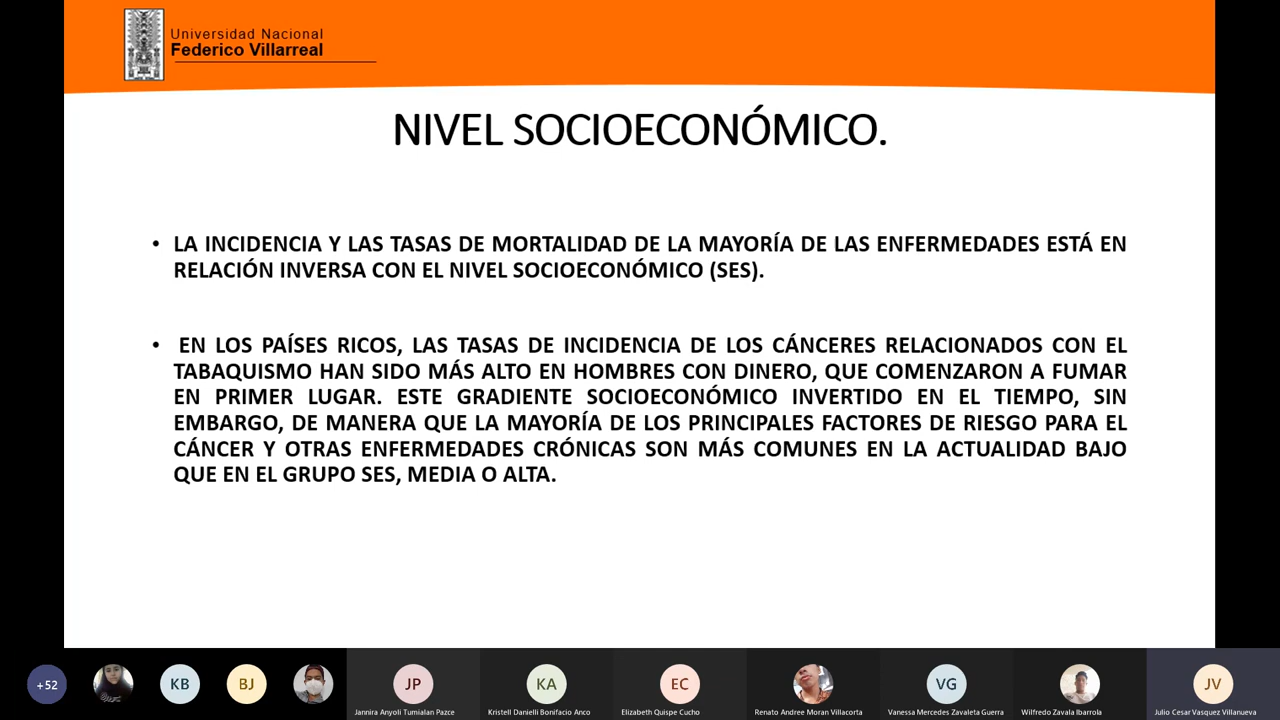 Universidad Nacional
Federico Villarreal
NIVEL SOCIOECONÓMICO.
• LA INCIDENCIA Y LAS TASAS DE MORTALIDAD DE LA MAYORÍA DE LAS ENFERMEDADES ESTÁ EN
RELACIÓN INVERSA CON EL NIVEL SOCIOECONÓMICO (SES).
• EN LOS PAÍSES RICOS, LAS TASAS DE INCIDENCIA DE LOS CÁNCERES RELACIONADOS CON EL
TABAQUISMO HAN SIDO MÁS ALTO EN HOMBRES CON DINERO, QUE COMENZARON A FUMAR
EN PRIMER LUGAR. ESTE GRADIENTE SOCIOECONÓMICO INVERTIDO EN EL TIEMPO, SIN
EMBARGO, DE MANERA QUE LA MAYORÍA DE LOS PRINCIPALES FACTORES DE RIESGO PARA EL
CÁNCER Y OTRAS ENFERMEDADES CRÓNICAS SON MÁS COMUNES EN LA ACTUALIDAD BAJO
QUE EN EL GRUPO SES, MEDIA O ALTA.
+52 KB BJ JP KA EC VG JV
Jannira Anyoli Tumialan Pazce Kristell Danielli Bonifacio Anco Elizabeth Quispe Cucho Renato Andree Moran Villacorta Vanessa Mercedes Zavaleta Guerra Wilfredo Zavala Ibarrola Julio Cesar Vasquez Villanueva